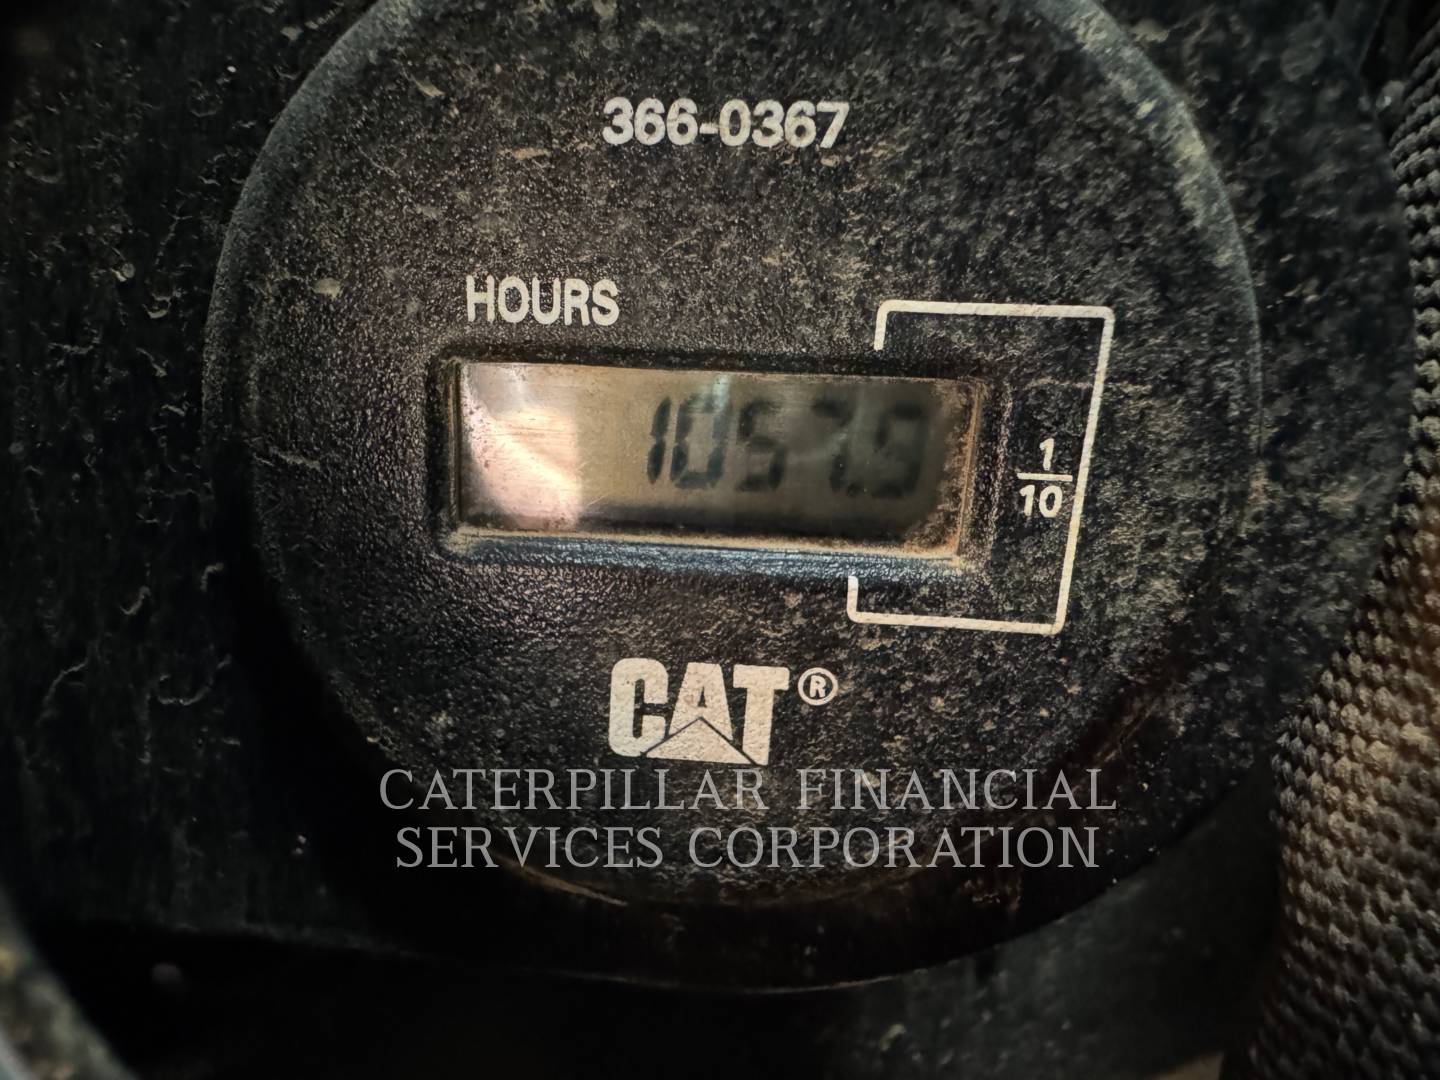 366-0367
HOURS
1057.9
1
10
CAT®
CATERPILLAR FINANCIAL
SERVICES CORPORATION